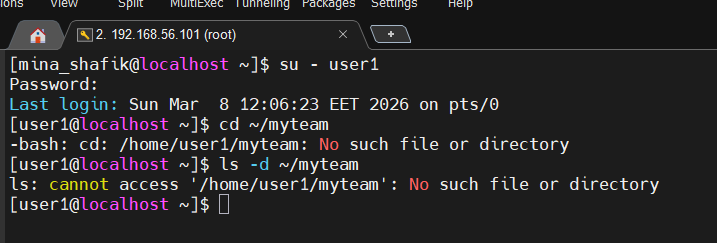 ions View Split MultiExec Tunneling Packages Settings Help
2. 192.168.56.101 (root)
[mina_shafik@localhost ~]$ su - user1
Password:
Last login: Sun Mar  8 12:06:23 EET 2026 on pts/0
[user1@localhost ~]$ cd ~/myteam
-bash: cd: /home/user1/myteam: No such file or directory
[user1@localhost ~]$ ls -d ~/myteam
ls: cannot access '/home/user1/myteam': No such file or directory
[user1@localhost ~]$